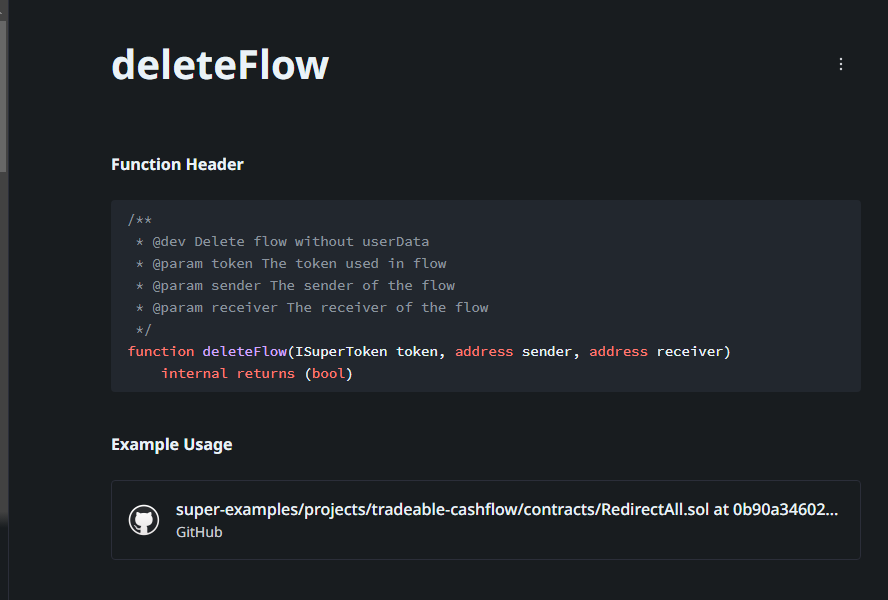 deleteFlow
Function Header
/**
 * @dev Delete flow without userData
 * @param token The token used in flow
 * @param sender The sender of the flow
 * @param receiver The receiver of the flow
 */
function deleteFlow(ISuperToken token, address sender, address receiver)
    internal returns (bool)
Example Usage
super-examples/projects/tradeable-cashflow/contracts/RedirectAll.sol at 0b90a34602...
GitHub